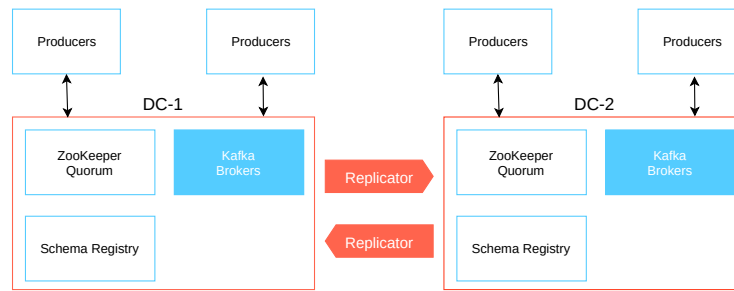 Producers
Producers
Producers
Producers
DC-1
DC-2
ZooKeeper
Quorum
Kafka
Brokers
ZooKeeper
Quorum
Kafka
Brokers
Replicator
Replicator
Schema Registry
Schema Registry